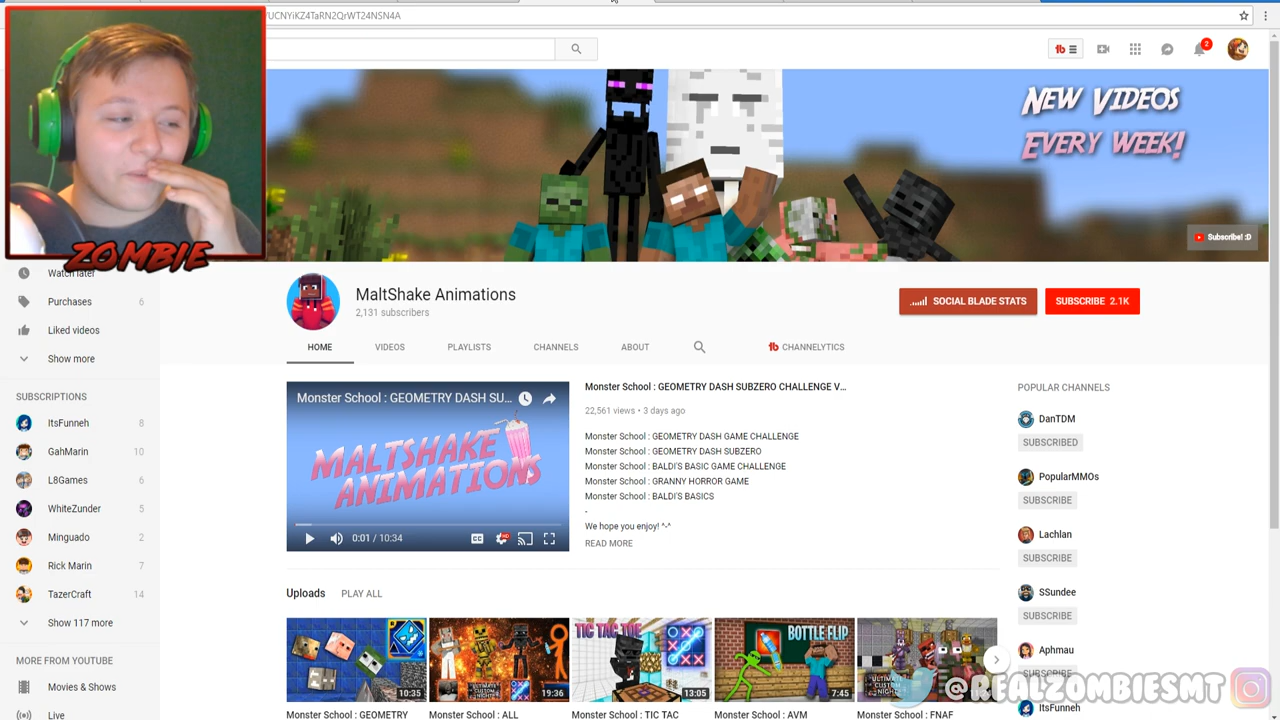 UCNYiKZ4TaRN2QrWT24NSN4A
2
NEW VIDEOS
EVERY WEEK!
Subscribe! :D
ZOMBIE
Watch later
Purchases 6
Liked videos
Show more
SUBSCRIPTIONS
ItsFunneh 8
GahMarin 10
L8Games 6
WhiteZunder 5
Minguado 2
Rick Marin 7
TazerCraft 14
Show 117 more
MORE FROM YOUTUBE
Movies & Shows
Live
MaltShake Animations
2,131 subscribers
SOCIAL BLADE STATS
SUBSCRIBE 2.1K
HOME VIDEOS PLAYLISTS CHANNELS ABOUT CHANNELYTICS
Monster School : GEOMETRY DASH SU...
MALTSHAKE
ANIMATIONS
0:01 / 10:34
Monster School : GEOMETRY DASH SUBZERO CHALLENGE V...
22,561 views • 3 days ago
Monster School : GEOMETRY DASH GAME CHALLENGE
Monster School : GEOMETRY DASH SUBZERO
Monster School : BALDI'S BASIC GAME CHALLENGE
Monster School : GRANNY HORROR GAME
Monster School : BALDI'S BASICS
-
We hope you enjoy! ^-^
READ MORE
POPULAR CHANNELS
DanTDM
SUBSCRIBED
PopularMMOs
SUBSCRIBE
Lachlan
SUBSCRIBE
SSundee
SUBSCRIBE
Aphmau
SUBSCRIBE
ItsFunneh
Uploads PLAY ALL
10:35
ULTIMATE CUSTOM NIGHT
19:36
TIC TAC TOE
13:05
BOTTLE FLIP
7:45
ULTIMATE CUSTOM NIGHT
Monster School : GEOMETRY
Monster School : ALL
Monster School : TIC TAC
Monster School : AVM
Monster School : FNAF
@REALZOMBIESMT